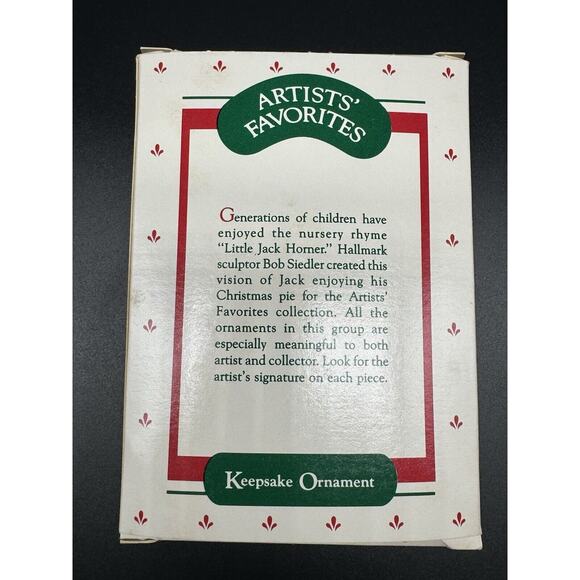 ARTISTS'
FAVORITES
Generations of children have
enjoyed the nursery rhyme
"Little Jack Horner." Hallmark
sculptor Bob Siedler created this
vision of Jack enjoying his
Christmas pie for the Artists'
Favorites collection. All the
ornaments in this group are
especially meaningful to both
artist and collector. Look for the
artist's signature on each piece.
Keepsake Ornament